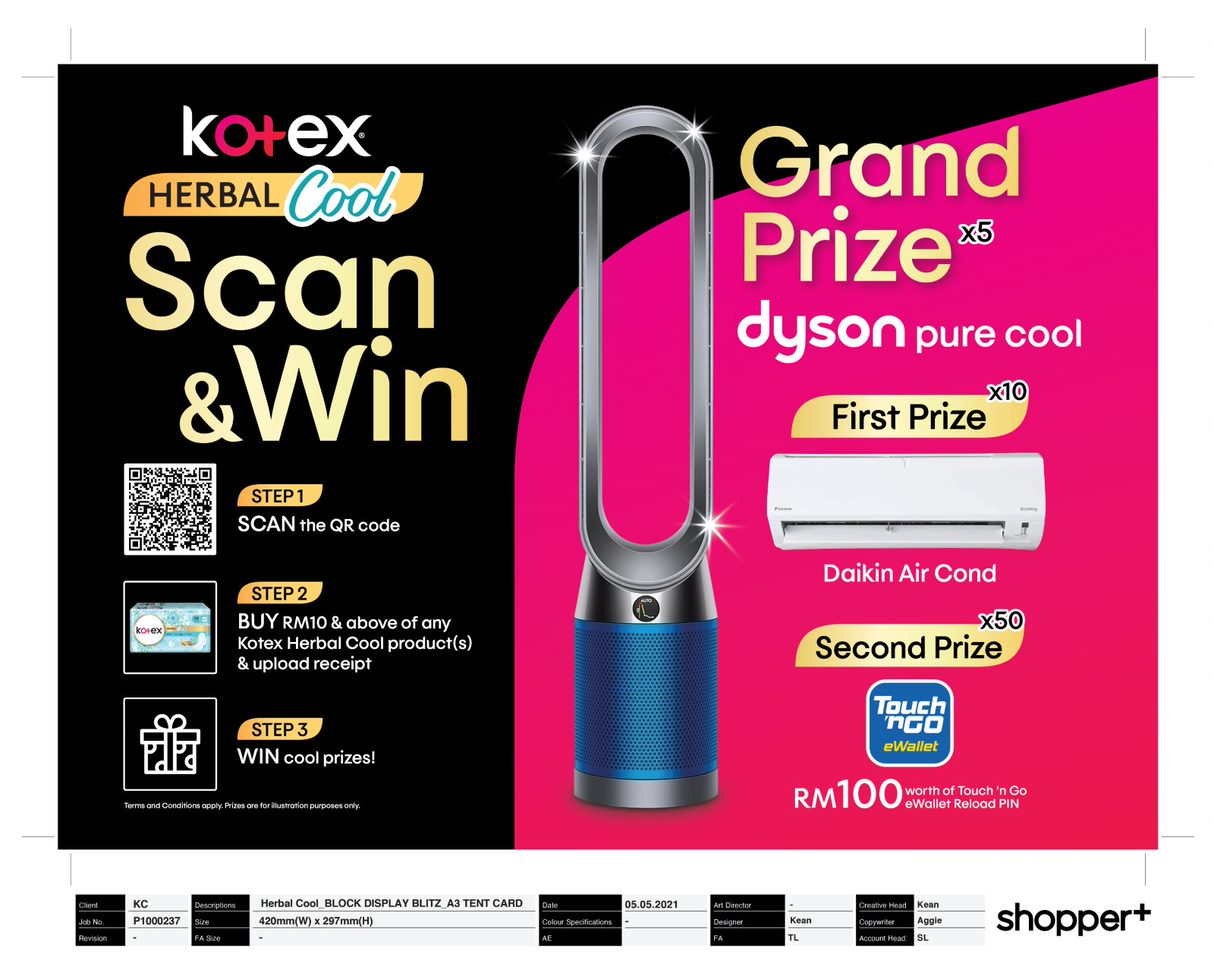 kotex®
HERBAL Cool
Scan
&Win
STEP 1
SCAN the QR code
kotex
STEP 2
BUY RM10 & above of any
Kotex Herbal Cool product(s)
& upload receipt
STEP 3
WIN cool prizes!
Terms and Conditions apply. Prizes are for illustration purposes only.
AUTO
Grand
Prize x5
dyson pure cool
x10
First Prize
DAIKIN
Daikin Air Cond
x50
Second Prize
Touch
'nGO
eWallet
RM100 worth of Touch 'n Go
eWallet Reload PIN
Client KC Descriptions Herbal Cool_BLOCK DISPLAY BLITZ_A3 TENT CARD Date 05.05.2021 Art Director - Creative Head Kean
Job No. P1000237 Size 420mm(W) x 297mm(H) Colour Specifications - Designer Kean Copywriter Aggie
Revision - FA Size - AE FA TL Account Head: SL
shopper+